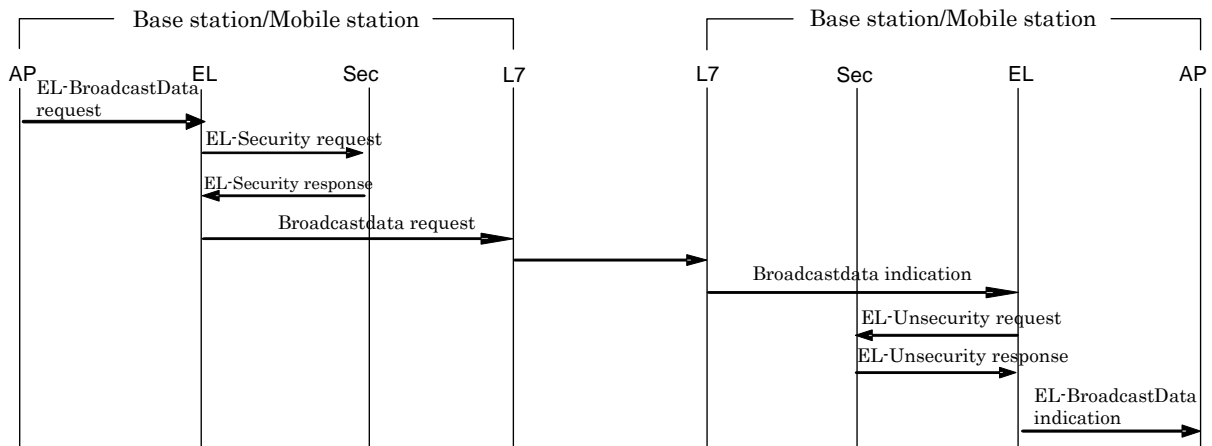 Base station/Mobile station
Base station/Mobile station
AP
EL
Sec
L7
L7
Sec
EL
AP
EL-BroadcastData
request
EL-Security request
EL-Security response
Broadcastdata request
Broadcastdata indication
EL-Unsecurity request
EL-Unsecurity response
EL-BroadcastData
indication